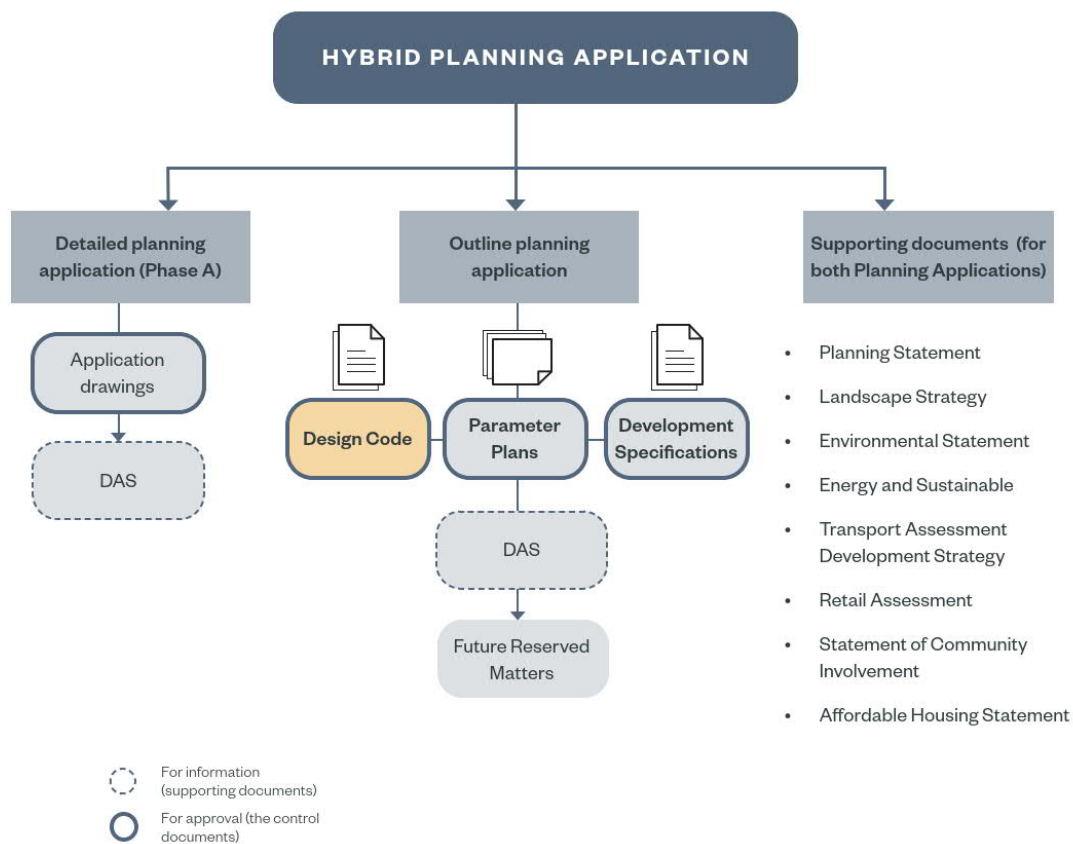 HYBRID PLANNING APPLICATION
Detailed planning
application (Phase A)
Application
drawings
DAS
Outline planning
application
Design Code
Parameter
Plans
Development
Specifications
DAS
Future Reserved
Matters
Supporting documents (for
both Planning Applications)
• Planning Statement
• Landscape Strategy
• Environmental Statement
• Energy and Sustainable
• Transport Assessment
Development Strategy
• Retail Assessment
• Statement of Community
Involvement
• Affordable Housing Statement
For information
(supporting documents)
For approval (the control
documents)